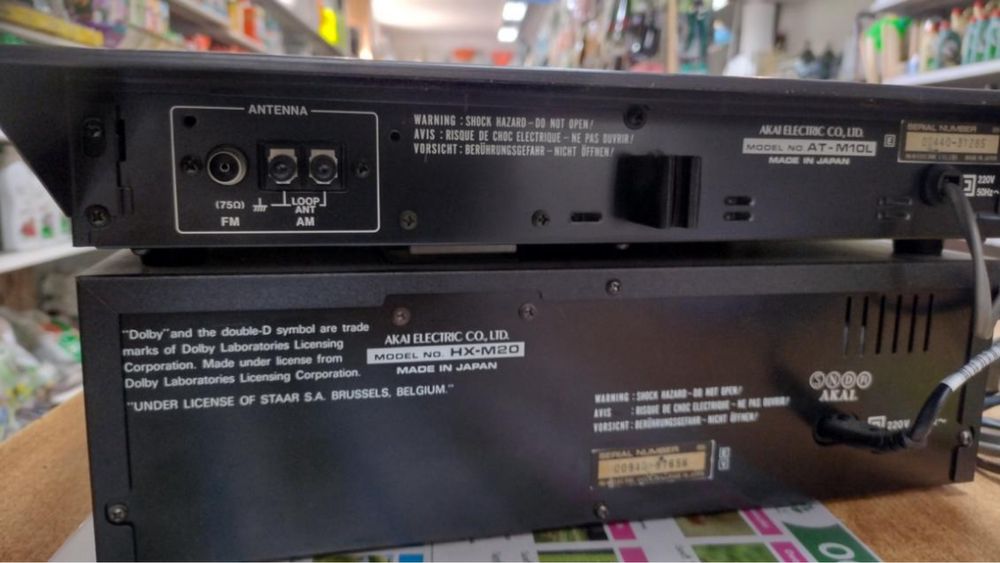 ANTENNA
(75Ω)
FM
LOOP
ANT
AM
WARNING : SHOCK HAZARD - DO NOT OPEN!
AVIS : RISQUE DE CHOC ELECTRIQUE - NE PAS OUVRIR!
VORSICHT : BERÜHRUNGSGEFAHR - NICHT ÖFFNEN!
AKAI ELECTRIC CO., LTD.
MODEL NO. AT-M10L
MADE IN JAPAN
E
SERIAL NUMBER
220V
50Hz~
"Dolby" and the double-D symbol are trade
marks of Dolby Laboratories Licensing
Corporation. Made under license from
Dolby Laboratories Licensing Corporation.
"UNDER LICENSE OF STAAR S.A. BRUSSELS, BELGIUM."
AKAI ELECTRIC CO., LTD.
MODEL NO. HX-M20
MADE IN JAPAN
WARNING : SHOCK HAZARD - DO NOT OPEN!
AVIS : RISQUE DE CHOC ELECTRIQUE - NE PAS OUVRIR!
VORSICHT : BERÜHRUNGSGEFAHR - NICHT ÖFFNEN!
SERIAL NUMBER
AKAI
220V